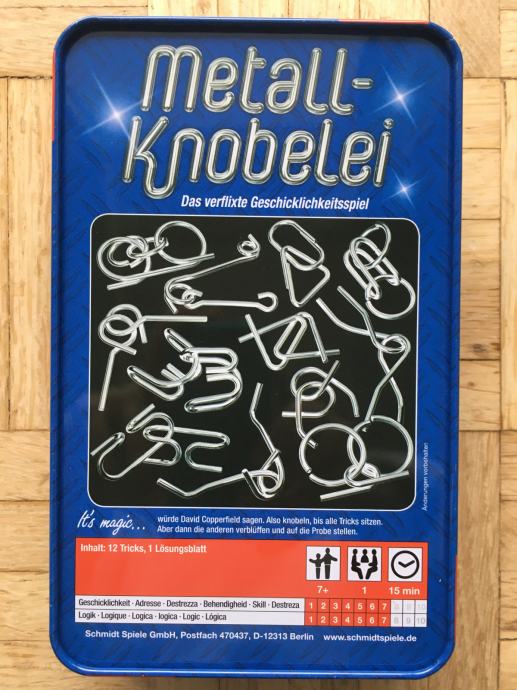 Metall-
Knobelei
Das verflixte Geschicklichkeitsspiel
Änderungen vorbehalten
It's magic... würde David Copperfield sagen. Also knobeln, bis alle Tricks sitzen.
Aber dann die anderen verblüffen und auf die Probe stellen.
Inhalt: 12 Tricks, 1 Lösungsblatt
7+ 1 15 min
Geschicklichkeit · Adresse · Destrezza · Behendigheid · Skill · Destreza 1 2 3 4 5 6 7 8 9 10
Logik · Logique · Logica · logica · Logic · Lógica 1 2 3 4 5 6 7 8 9 10
Schmidt Spiele GmbH, Postfach 470437, D-12313 Berlin www.schmidtspiele.de